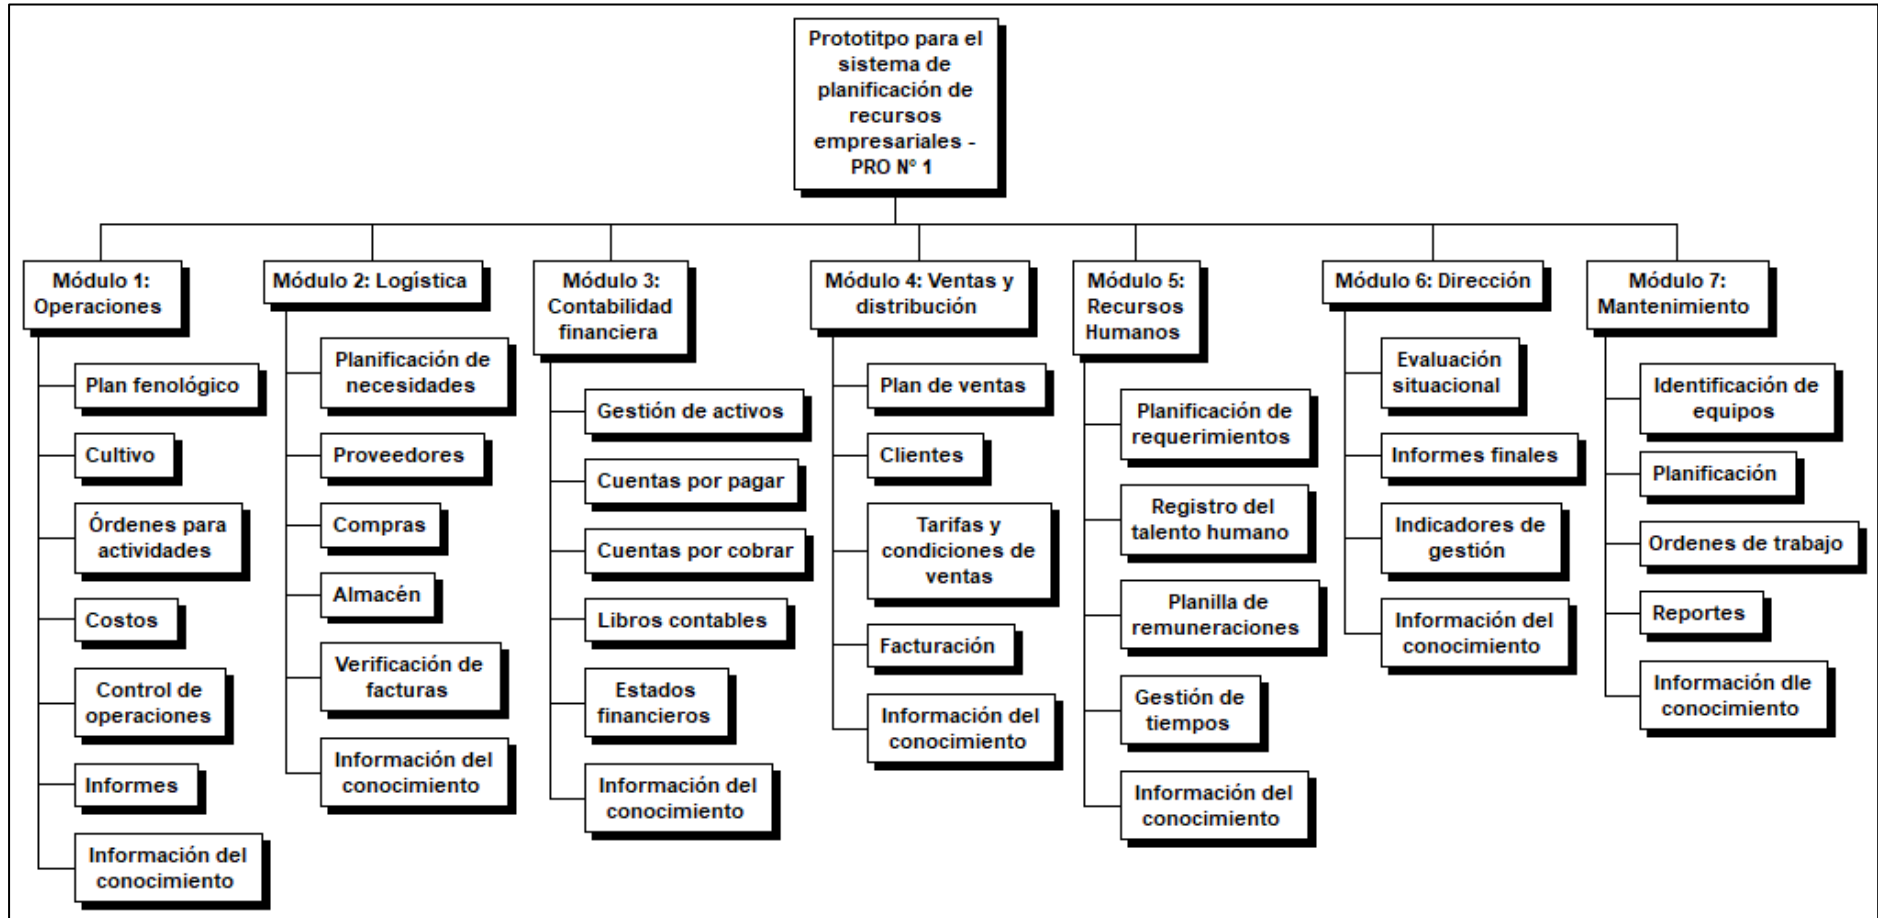 Prototitpo para el
sistema de
planificación de
recursos
empresariales -
PRO N° 1
Módulo 1:
Operaciones
Plan fenológico
Cultivo
Órdenes para
actividades
Costos
Control de
operaciones
Informes
Información del
conocimiento
Módulo 2: Logística
Planificación de
necesidades
Proveedores
Compras
Almacén
Verificación de
facturas
Información del
conocimiento
Módulo 3:
Contabilidad
financiera
Gestión de activos
Cuentas por pagar
Cuentas por cobrar
Libros contables
Estados
financieros
Información del
conocimiento
Módulo 4: Ventas y
distribución
Plan de ventas
Clientes
Tarifas y
condiciones de
ventas
Facturación
Información del
conocimiento
Módulo 5:
Recursos
Humanos
Planificación de
requerimientos
Registro del
talento humano
Planilla de
remuneraciones
Gestión de
tiempos
Información del
conocimiento
Módulo 6: Dirección
Evaluación
situacional
Informes finales
Indicadores de
gestión
Información del
conocimiento
Módulo 7:
Mantenimiento
Identificación de
equipos
Planificación
Ordenes de trabajo
Reportes
Información dle
conocimiento